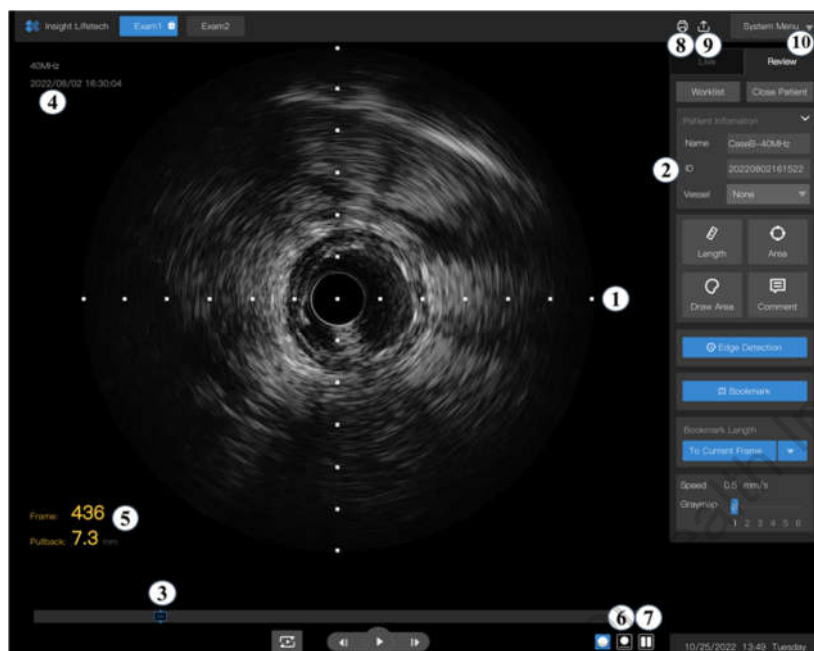 Insight Lifetech Exam1 Exam2 System Menu
8 9 10
Live Review
40MHz
2022/08/02 16:30:04
4
Worklist Close Patient
Patient Infomation
Name CaseB-40MHz
2 ID 20220802161522
Vessel None
Length Area
Draw Area Comment
1
Edge Detection
Bookmark
Bookmark Length
To Current Frame
Speed 0.5 mm/s
Graymap
1 2 3 4 5 6
Frame: 436
5
Pullback: 7.3 mm
3
6 7
10/25/2022 13:49 Tuesday